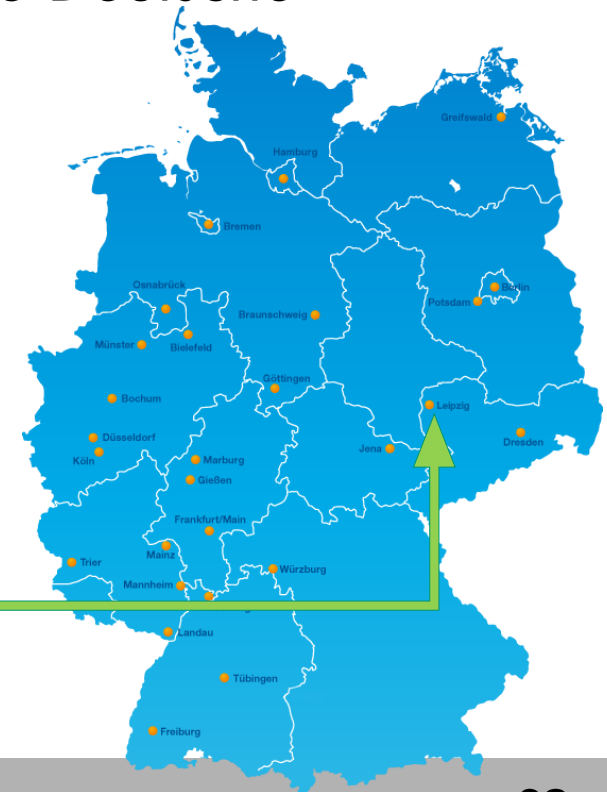 Greifswald
Hamburg
Bremen
Osnabrück
Berlin
Potsdam
Braunschweig
Münster
Bielefeld
Göttingen
Bochum
Leipzig
Düsseldorf
Dresden
Köln
Jena
Marburg
Gießen
Frankfurt/Main
Mainz
Trier
Würzburg
Mannheim
Landau
Tübingen
Freiburg